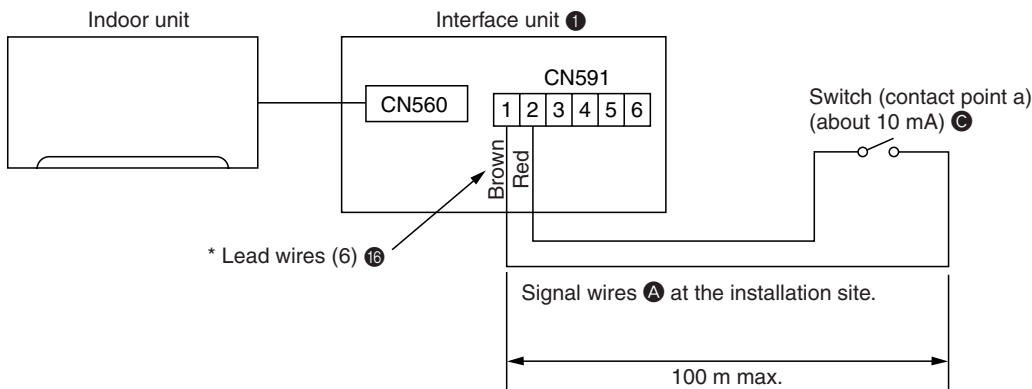 Indoor unit
Interface unit ❶
CN560
CN591
1 2 3 4 5 6
Brown
Red
Switch (contact point a)
(about 10 mA) 🅒
* Lead wires (6) ⓰
Signal wires 🅐 at the installation site.
100 m max.